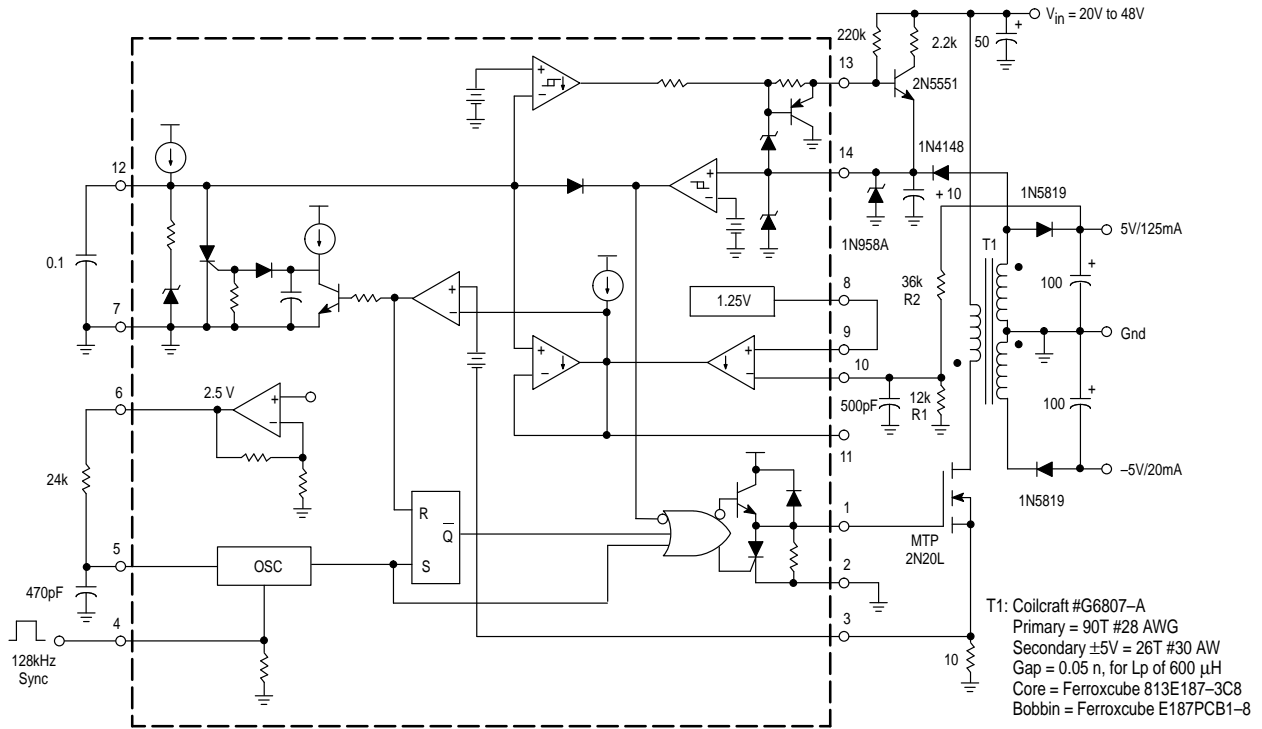 Vin = 20V to 48V
220k
2.2k
50
+
13
2N5551
+
–
1N4148
14
12
+
–
+ 10
1N5819
5V/125mA
1N958A
T1
+
0.1
36k
R2
100
8
1.25V
+
–
7
9
Gnd
+
–
+
–
10
6
2.5 V
+
–
500pF
12k
R1
+
100
11
24k
–5V/20mA
1N5819
R
Q
S
1
MTP
2N20L
5
OSC
2
470pF
4
3
128kHz
Sync
10
T1: Coilcraft #G6807–A
Primary = 90T #28 AWG
Secondary ±5V = 26T #30 AW
Gap = 0.05 n, for Lp of 600 μH
Core = Ferroxcube 813E187–3C8
Bobbin = Ferroxcube E187PCB1–8